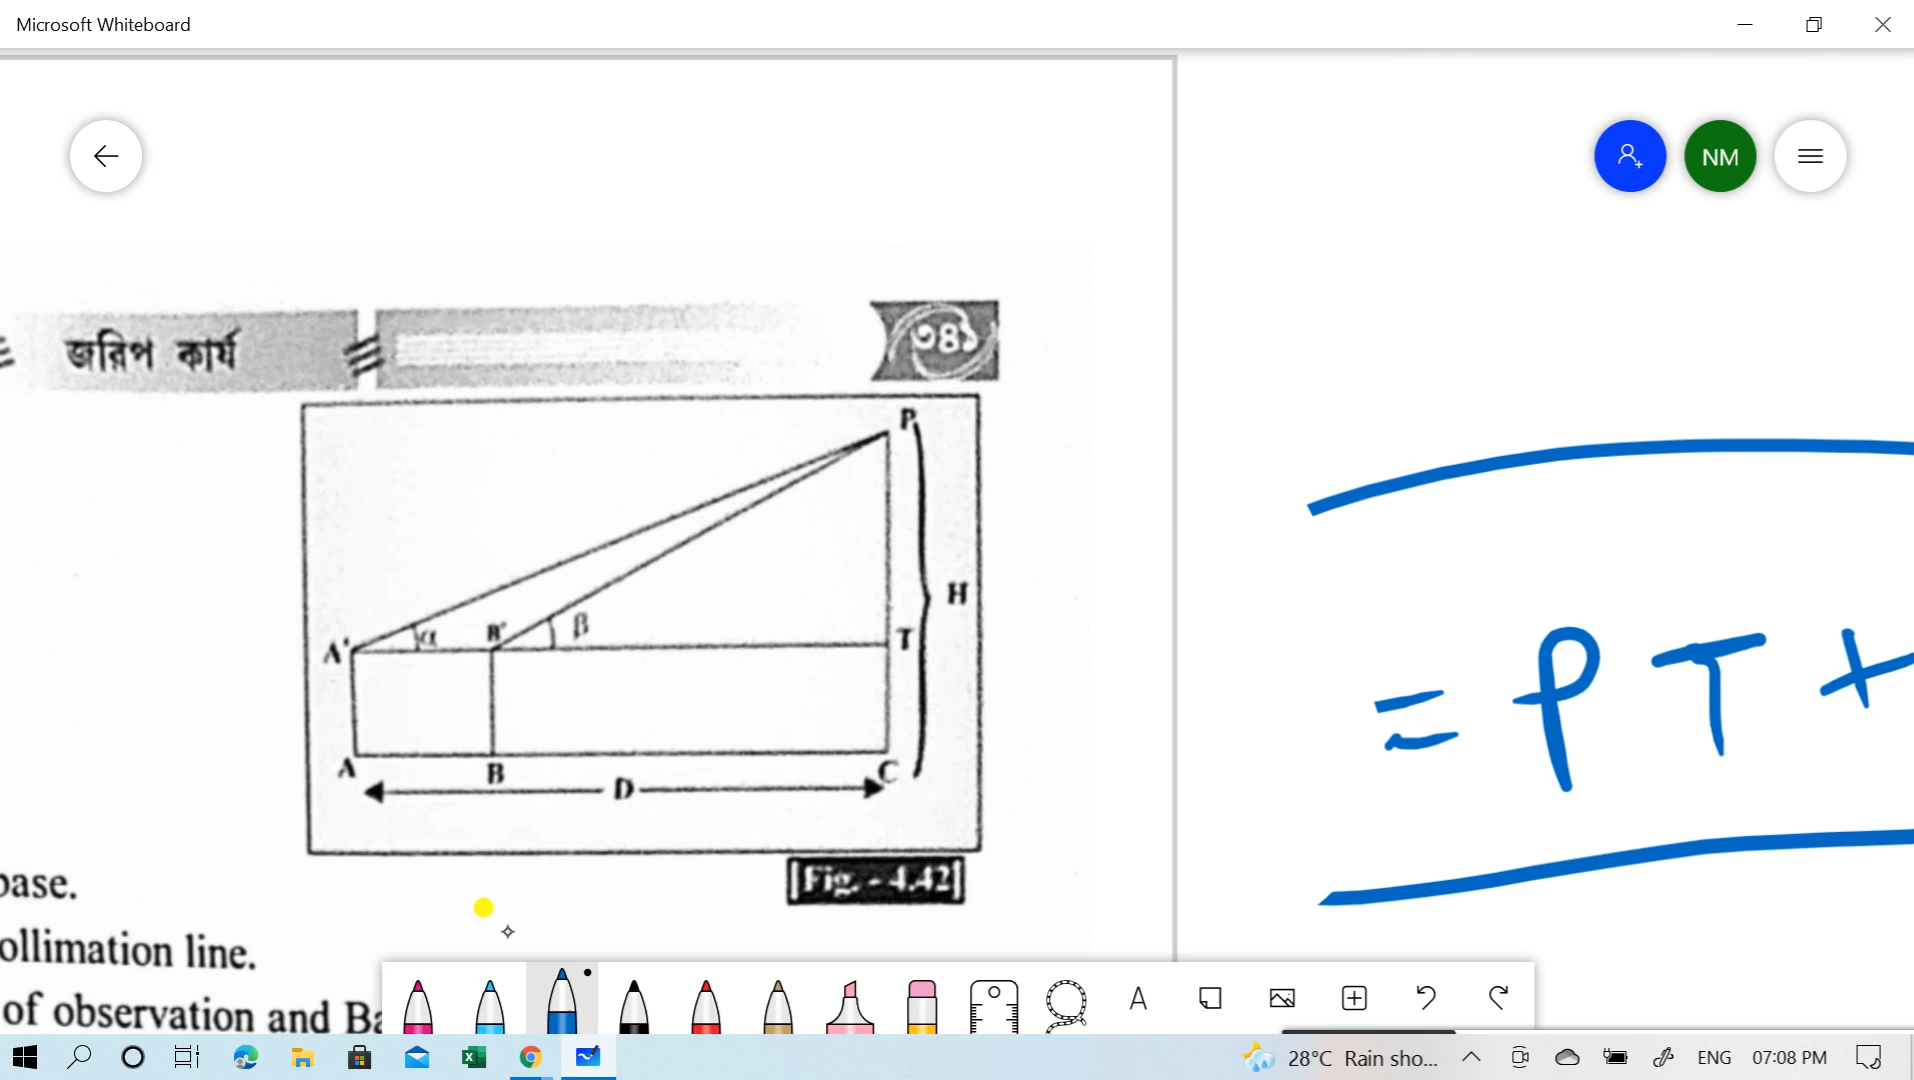 Microsoft Whiteboard
NM
জরিপ কার্য
৩৪১
P
H
A' α B' β T
A B C
D
Fig. - 4.42
base.
ollimation line.
of observation and Ba
= PT +
A
28°C Rain sho... ENG 07:08 PM